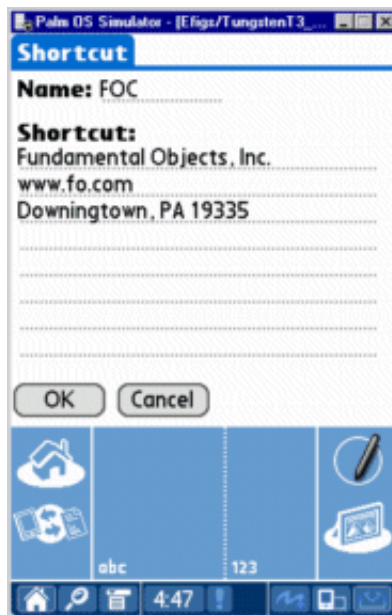 Palm OS Simulator - [Efigs/TungstenT3_...
Shortcut
Name: FOC
Shortcut:
Fundamental Objects, Inc.
www.fo.com
Downingtown, PA 19335
OK Cancel
abc 123
4:47